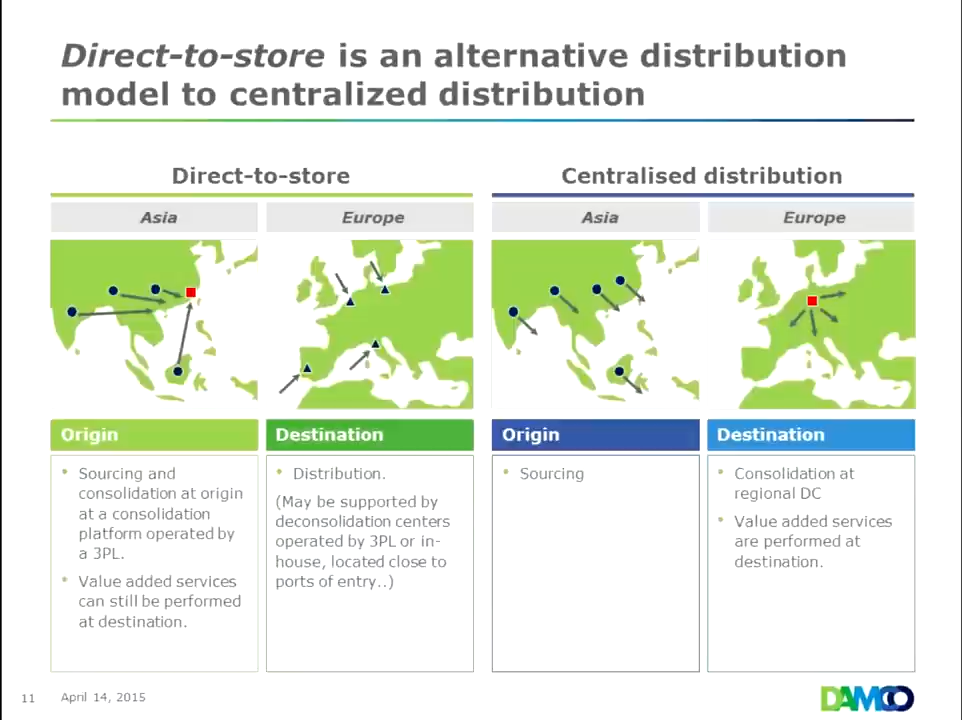 Direct-to-store is an alternative distribution
model to centralized distribution
Direct-to-store
Centralised distribution
Asia
Europe
Asia
Europe
Origin
Destination
Origin
Destination
• Sourcing and
consolidation at origin
at a consolidation
platform operated by
a 3PL.
• Value added services
can still be performed
at destination.
• Distribution.
(May be supported by
deconsolidation centers
operated by 3PL or in-
house, located close to
ports of entry..)
• Sourcing
• Consolidation at
regional DC
• Value added services
are performed at
destination.
11 April 14, 2015
DAMCO